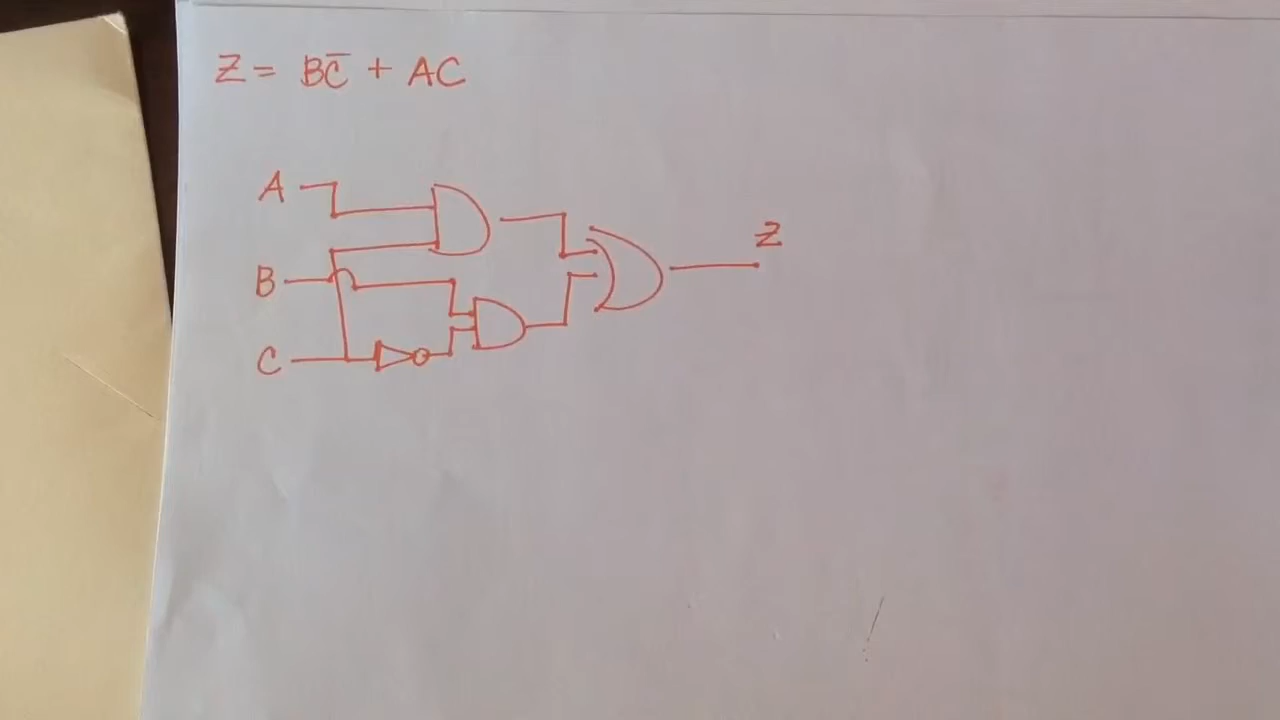 Z = BC̅ + AC
A
Z
B
C